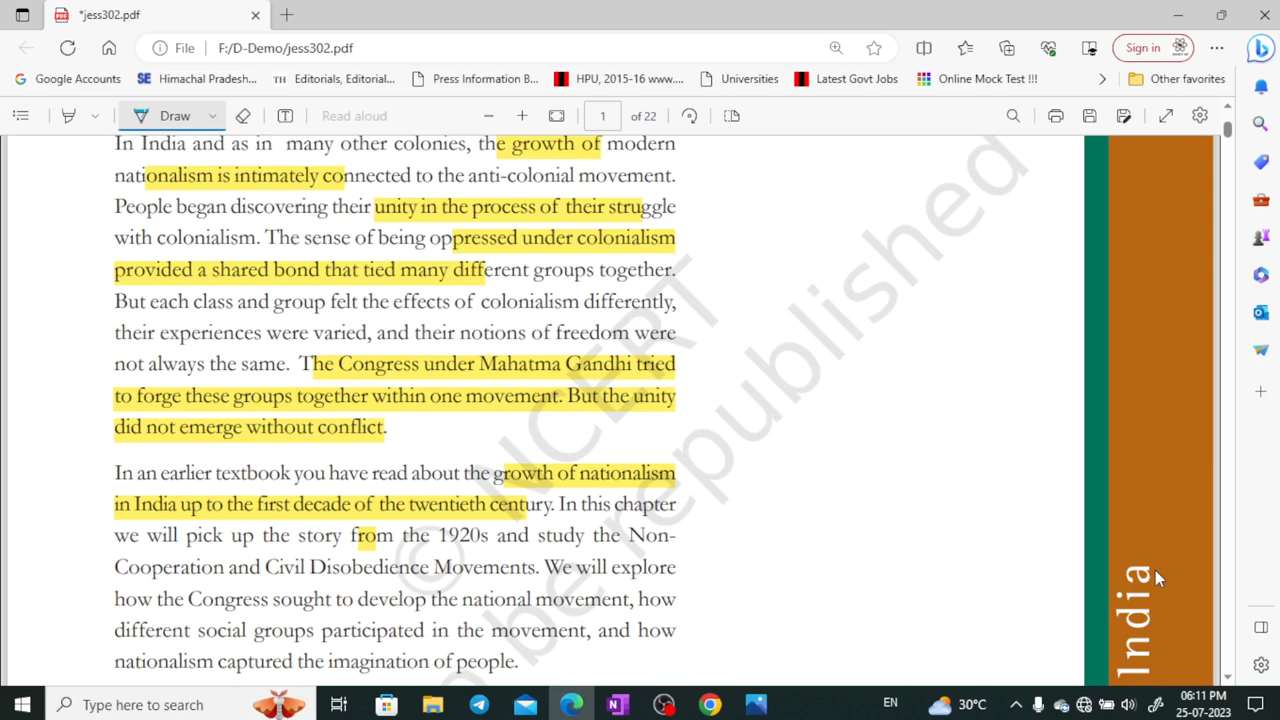 *jess302.pdf
File F:/D-Demo/jess302.pdf Sign in
Google Accounts SE Himachal Pradesh... TH Editorials, Editorial... Press Information B... HPU, 2015-16 www.... Universities Latest Govt Jobs Online Mock Test !!! Other favorites
Draw Read aloud 1 of 22
In India and as in many other colonies, the growth of modern
nationalism is intimately connected to the anti-colonial movement.
People began discovering their unity in the process of their struggle
with colonialism. The sense of being oppressed under colonialism
provided a shared bond that tied many different groups together.
But each class and group felt the effects of colonialism differently,
their experiences were varied, and their notions of freedom were
not always the same. The Congress under Mahatma Gandhi tried
to forge these groups together within one movement. But the unity
did not emerge without conflict.
In an earlier textbook you have read about the growth of nationalism
in India up to the first decade of the twentieth century. In this chapter
we will pick up the story from the 1920s and study the Non-
Cooperation and Civil Disobedience Movements. We will explore
how the Congress sought to develop the national movement, how
different social groups participated in the movement, and how
nationalism captured the imagination of people.
© NCERT
to be republished
India
Type here to search EN 30°C 06:11 PM
25-07-2023